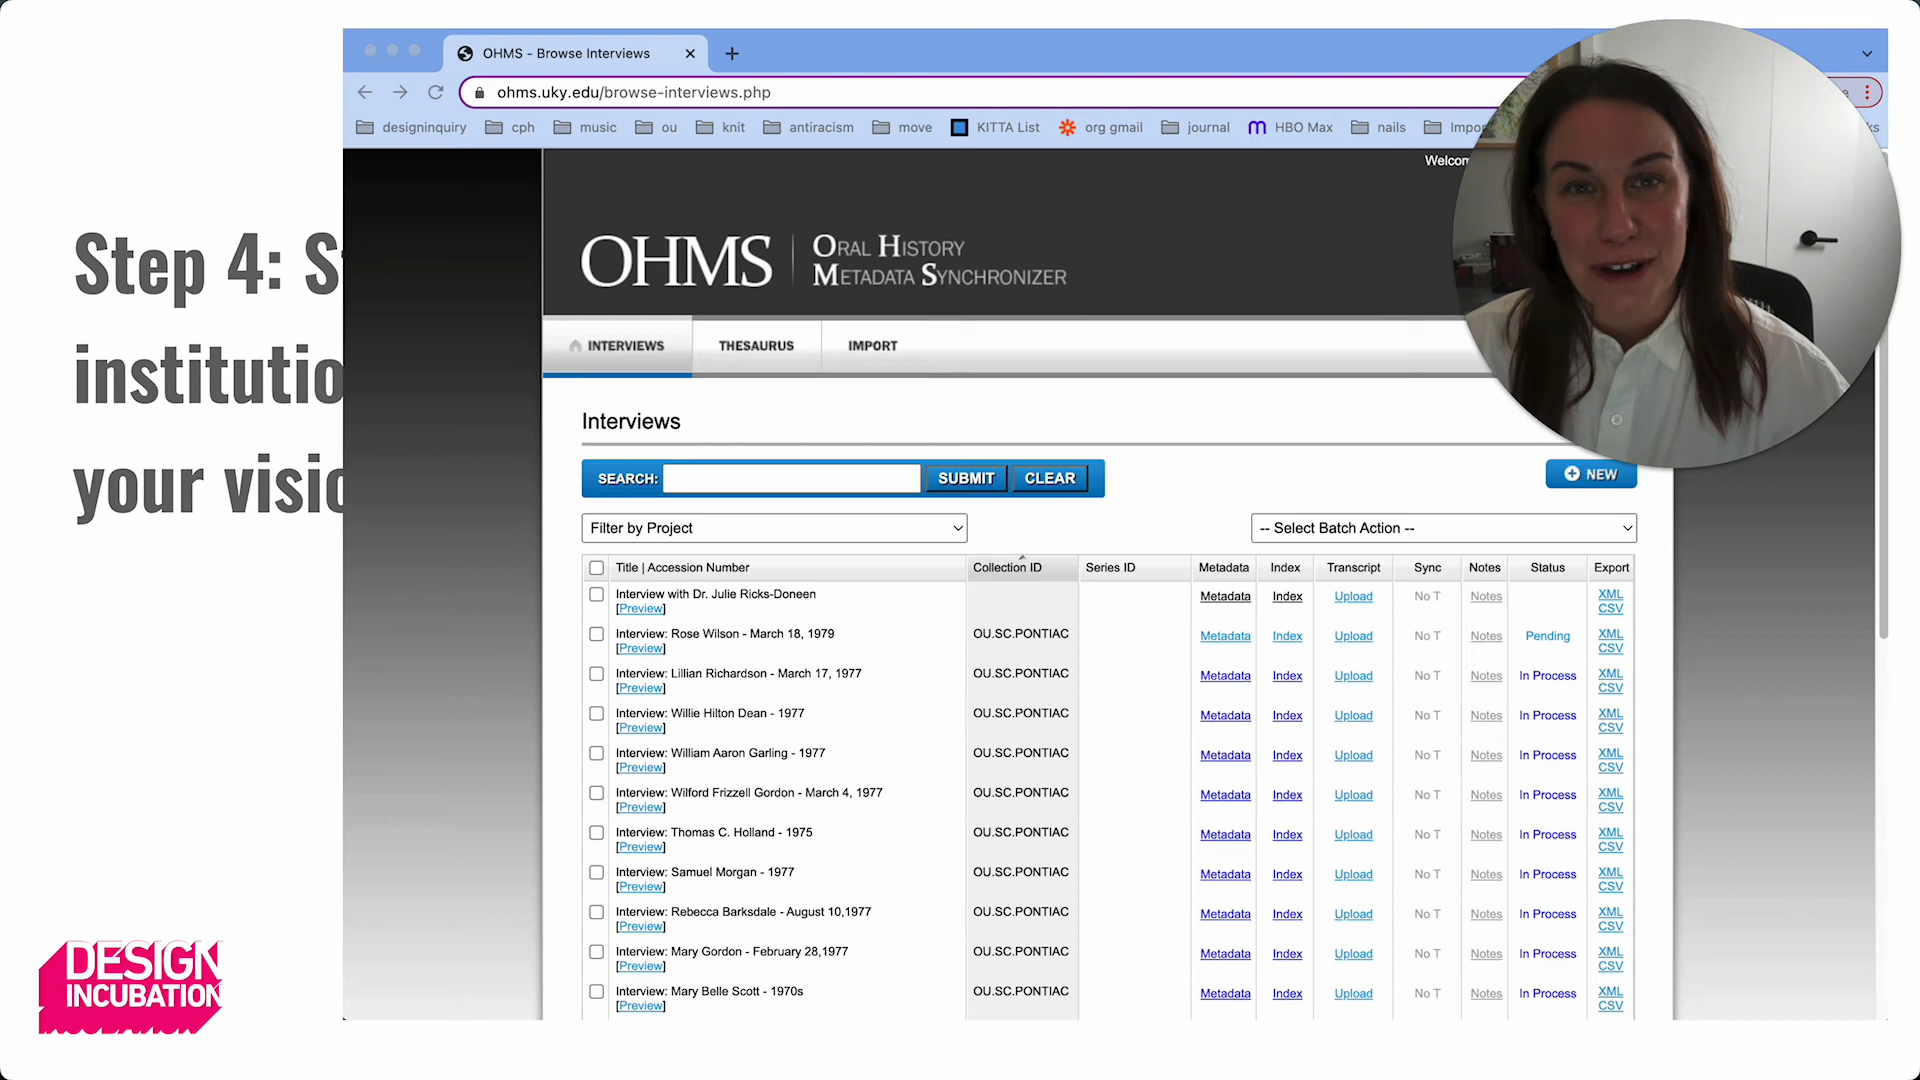 OHMS - Browse Interviews
ohms.uky.edu/browse-interviews.php
designinquiry cph music ou knit antiracism move KITTA List org gmail journal HBO Max nails Impor
Welcom
Step 4: S
institutio
your visio
OHMS
ORAL HISTORY
METADATA SYNCHRONIZER
INTERVIEWS THESAURUS IMPORT
Interviews
SEARCH: SUBMIT CLEAR
NEW
Filter by Project
-- Select Batch Action --
Title | Accession Number Collection ID Series ID Metadata Index Transcript Sync Notes Status Export
Interview with Dr. Julie Ricks-Doneen Metadata Index Upload No T Notes XML
[Preview] CSV
Interview: Rose Wilson - March 18, 1979 OU.SC.PONTIAC Metadata Index Upload No T Notes Pending XML
[Preview] CSV
Interview: Lillian Richardson - March 17, 1977 OU.SC.PONTIAC Metadata Index Upload No T Notes In Process XML
[Preview] CSV
Interview: Willie Hilton Dean - 1977 OU.SC.PONTIAC Metadata Index Upload No T Notes In Process XML
[Preview] CSV
Interview: William Aaron Garling - 1977 OU.SC.PONTIAC Metadata Index Upload No T Notes In Process XML
[Preview] CSV
Interview: Wilford Frizzell Gordon - March 4, 1977 OU.SC.PONTIAC Metadata Index Upload No T Notes In Process XML
[Preview] CSV
Interview: Thomas C. Holland - 1975 OU.SC.PONTIAC Metadata Index Upload No T Notes In Process XML
[Preview] CSV
Interview: Samuel Morgan - 1977 OU.SC.PONTIAC Metadata Index Upload No T Notes In Process XML
[Preview] CSV
Interview: Rebecca Barksdale - August 10,1977 OU.SC.PONTIAC Metadata Index Upload No T Notes In Process XML
[Preview] CSV
Interview: Mary Gordon - February 28,1977 OU.SC.PONTIAC Metadata Index Upload No T Notes In Process XML
[Preview] CSV
Interview: Mary Belle Scott - 1970s OU.SC.PONTIAC Metadata Index Upload No T Notes In Process XML
[Preview] CSV
DESIGN
INCUBATION